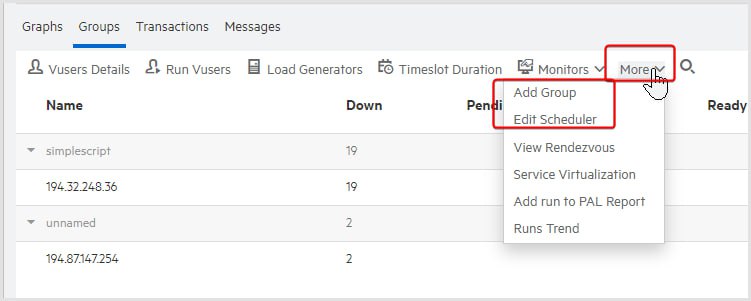 Graphs Groups Transactions Messages
Vusers Details Run Vusers Load Generators Timeslot Duration Monitors More
Name Down Ready
Add Group
Edit Scheduler
simplescript 19
View Rendezvous
194.32.248.36 19
Service Virtualization
Add run to PAL Report
unnamed 2
Runs Trend
194.87.147.254 2